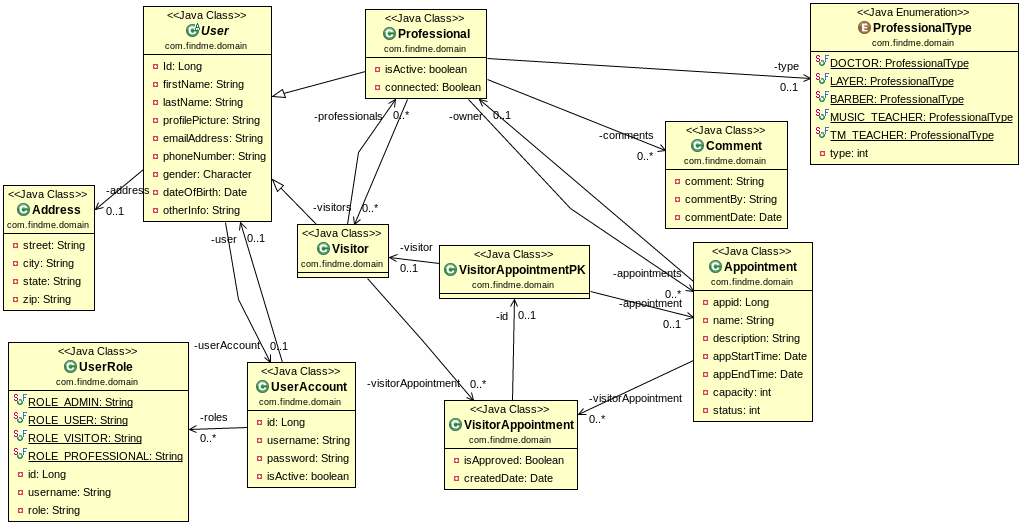 <<Java Class>>
User
com.findme.domain
Id: Long
firstName: String
lastName: String
profilePicture: String
emailAddress: String
phoneNumber: String
gender: Character
dateOfBirth: Date
otherInfo: String
<<Java Class>>
Professional
com.findme.domain
isActive: boolean
connected: Boolean
<<Java Enumeration>>
ProfessionalType
com.findme.domain
DOCTOR: ProfessionalType
LAYER: ProfessionalType
BARBER: ProfessionalType
MUSIC_TEACHER: ProfessionalType
TM_TEACHER: ProfessionalType
type: int
-type
0..1
-professionals
0..*
-owner
0..1
-comments
0..*
<<Java Class>>
Comment
com.findme.domain
comment: String
commentBy: String
commentDate: Date
-address
0..1
<<Java Class>>
Address
com.findme.domain
street: String
city: String
state: String
zip: String
-visitors
0..*
<<Java Class>>
Visitor
com.findme.domain
-user
0..1
-visitor
0..1
<<Java Class>>
VisitorAppointmentPK
com.findme.domain
-appointments
0..*
-appointment
0..1
<<Java Class>>
Appointment
com.findme.domain
appid: Long
name: String
description: String
appStartTime: Date
appEndTime: Date
capacity: int
status: int
-id
0..1
-userAccount
0..1
<<Java Class>>
UserRole
com.findme.domain
ROLE_ADMIN: String
ROLE_USER: String
ROLE_VISITOR: String
ROLE_PROFESSIONAL: String
id: Long
username: String
role: String
-roles
0..*
<<Java Class>>
UserAccount
com.findme.domain
id: Long
username: String
password: String
isActive: boolean
-visitorAppointment
0..*
<<Java Class>>
VisitorAppointment
com.findme.domain
isApproved: Boolean
createdDate: Date
-visitorAppointment
0..*